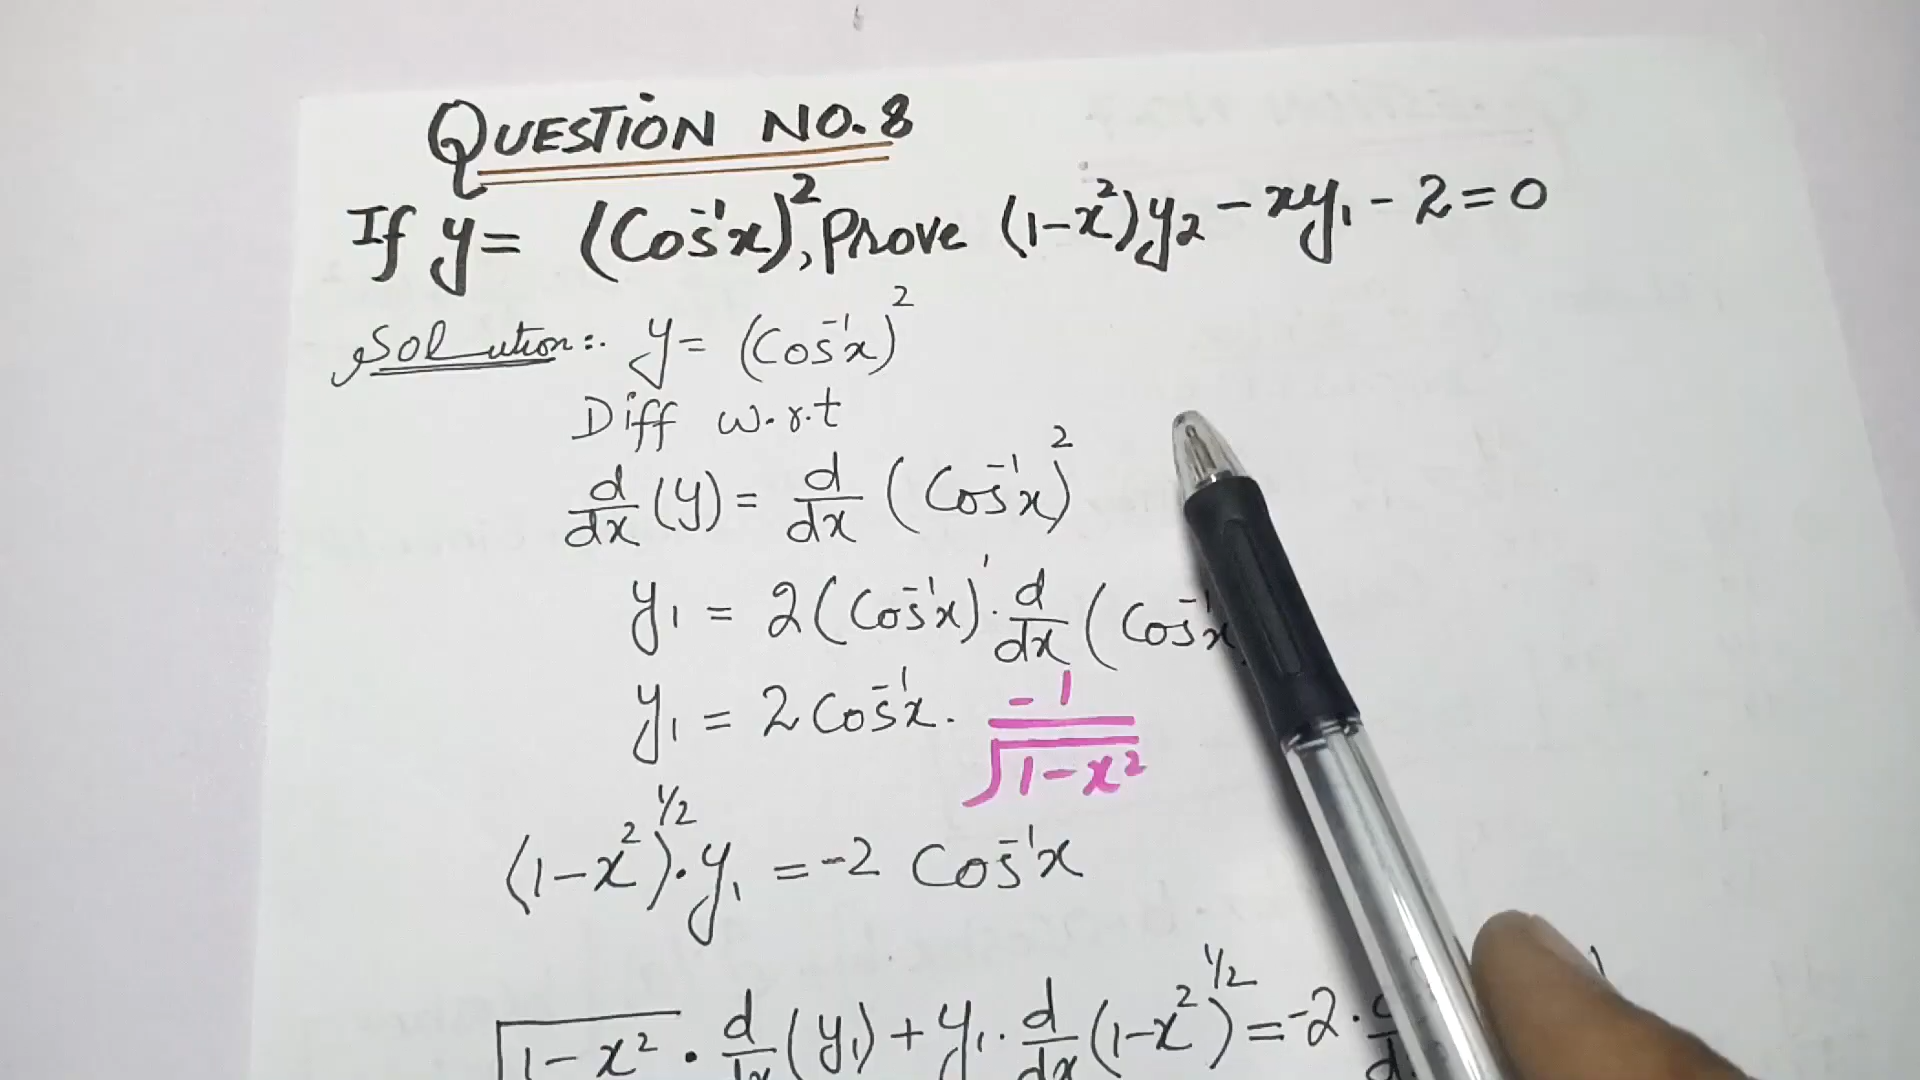 QUESTION NO. 8
If y = (Cos⁻¹x)², Prove (1-x²)y₂ - xy₁ - 2 = 0
Solution:. y = (Cos⁻¹x)²
Diff w.r.t
d/dx (y) = d/dx (Cos⁻¹x)²
y₁ = 2(Cos⁻¹x)¹ · d/dx (Cos⁻¹x
y₁ = 2 Cos⁻¹x · -1/√(1-x²)
(1-x²)^1/2 · y₁ = -2 Cos⁻¹x
√(1-x²) · d/dx (y₁) + y₁ · d/dx (1-x²)^1/2 = -2 ·